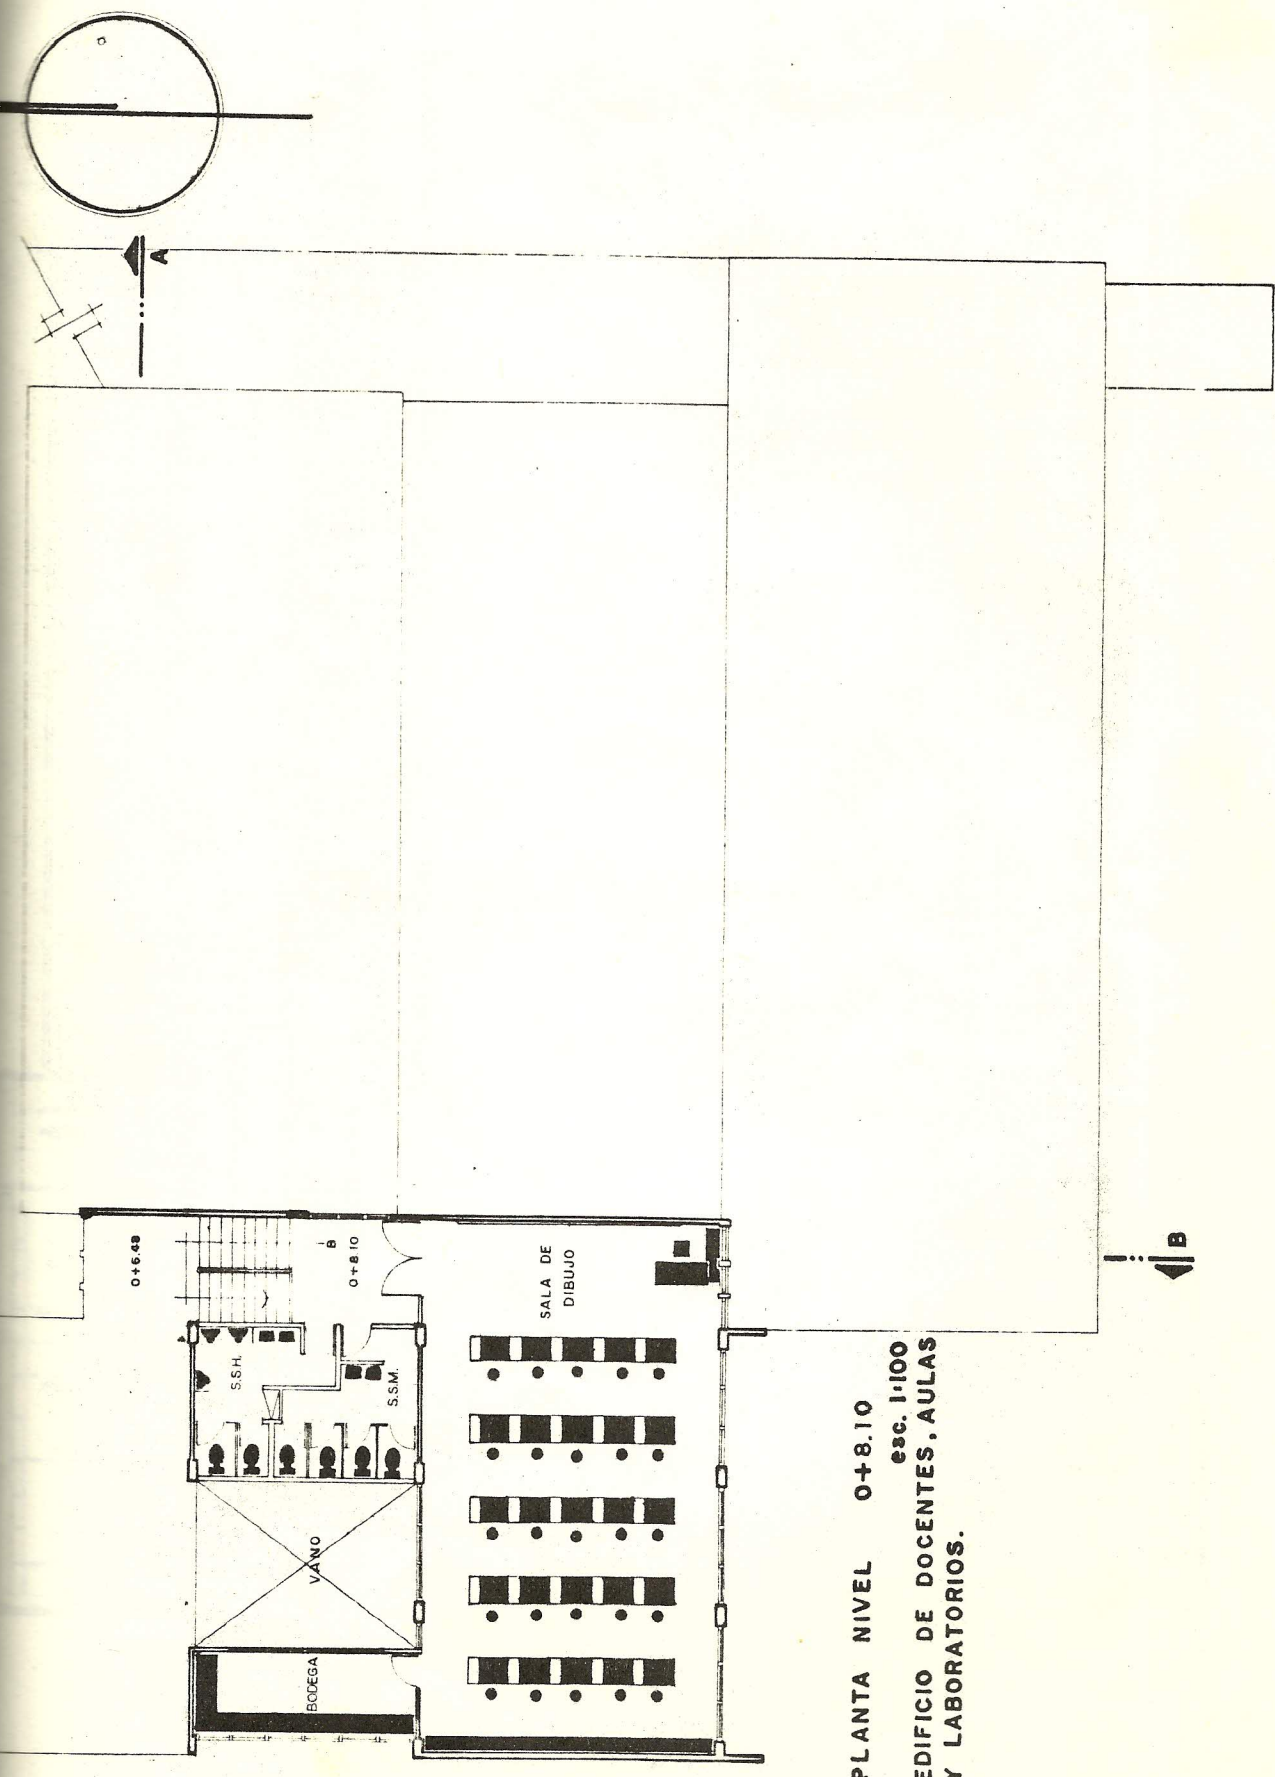 A
0+6.48
B
0+8.10
SALA DE
DIBUJO
S.S.H.
S.S.M.
VANO
BODEGA
B
PLANTA NIVEL 0+8.10
esc. 1:100
EDIFICIO DE DOCENTES, AULAS
Y LABORATORIOS.